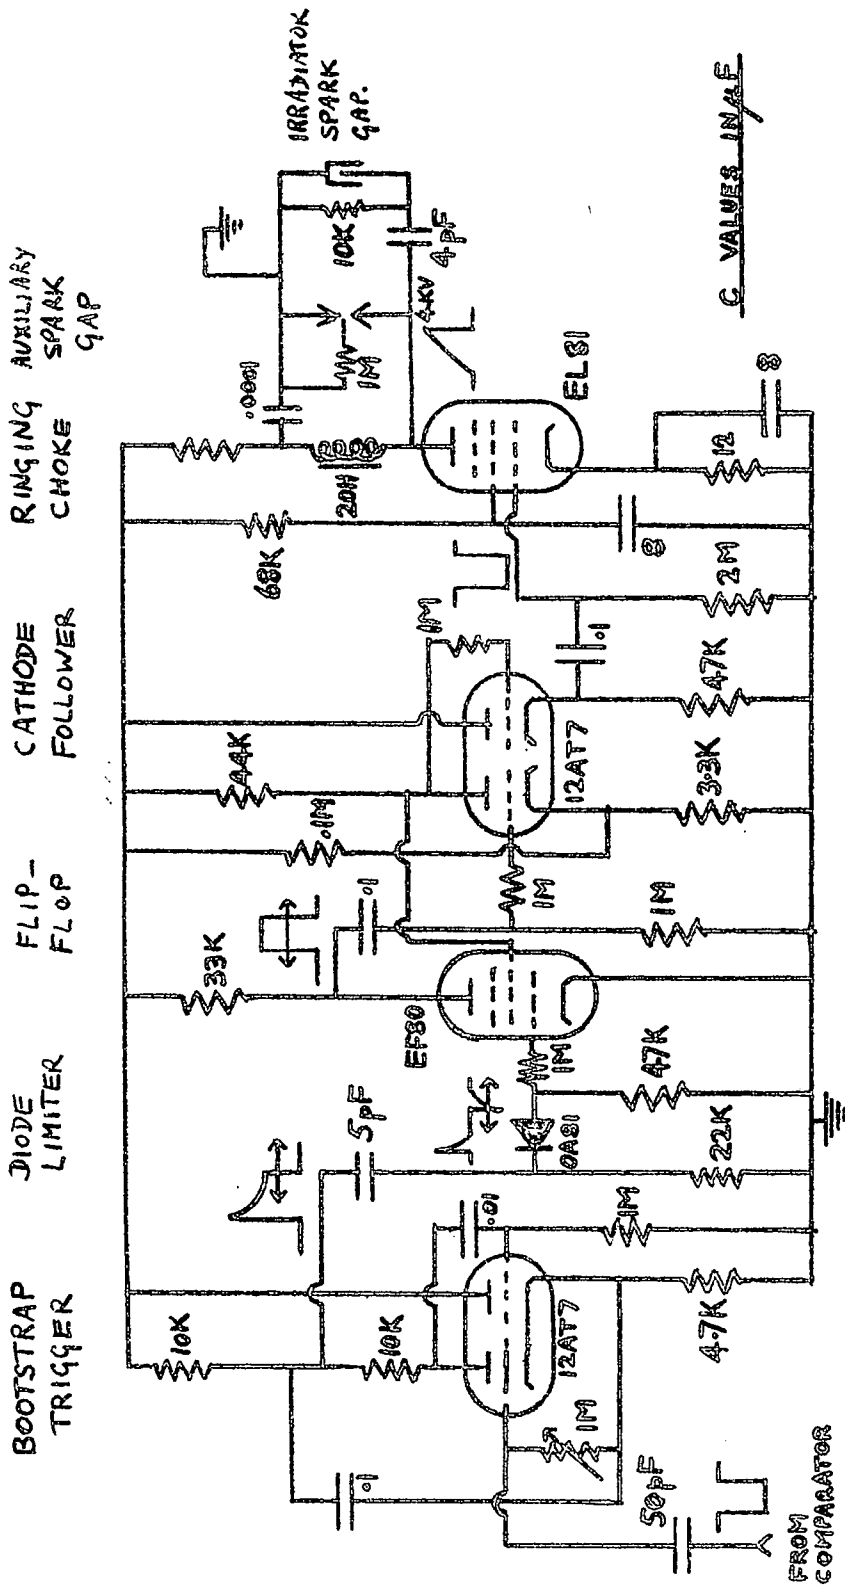 BOOTSTRAP
TRIGGER
DIODE
LIMITER
FLIP-
FLOP
CATHODE
FOLLOWER
RINGING
CHOKE
AUXILIARY
SPARK
GAP
IRRADIATOR
SPARK
GAP.
10K
33K
.1M
44K
68K
.0001
20H
1M
10K
4pF
4KV
5pF
.1
1M
10K
.01
EF80
1M
1M
12AT7
OA81
12AT7
.1
EL81
.1
1M
1M
22K
47K
1M
3.3K
47K
2M
8
12
8
4.7K
50pF
FROM
COMPARATOR
C VALUES IN µF